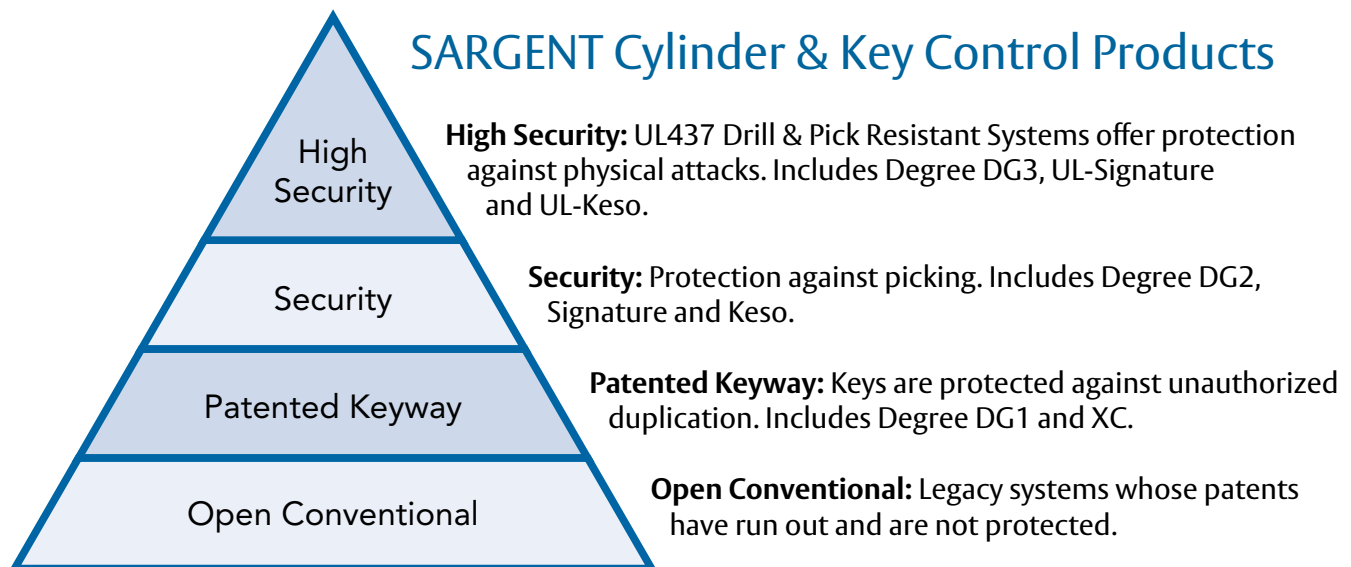 SARGENT Cylinder & Key Control Products
High
Security
High Security: UL437 Drill & Pick Resistant Systems offer protection
against physical attacks. Includes Degree DG3, UL-Signature
and UL-Keso.
Security
Security: Protection against picking. Includes Degree DG2,
Signature and Keso.
Patented Keyway
Patented Keyway: Keys are protected against unauthorized
duplication. Includes Degree DG1 and XC.
Open Conventional
Open Conventional: Legacy systems whose patents
have run out and are not protected.